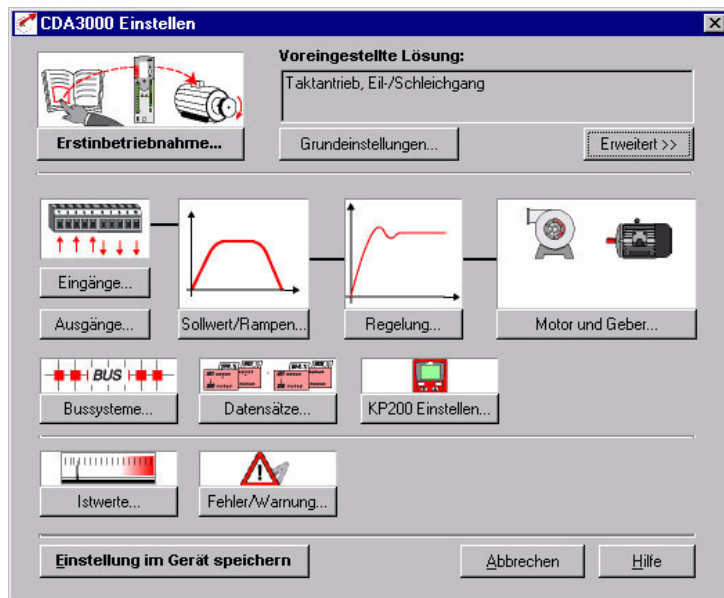 CDA3000 Einstellen
Voreingestellte Lösung:
Taktantrieb, Eil-/Schleichgang
Erstinbetriebnahme...
Grundeinstellungen...
Erweitert >>
Eingänge...
Ausgänge...
Sollwert/Rampen...
Regelung...
Motor und Geber...
BUS
Bussysteme...
Datensätze...
KP200 Einstellen...
Istwerte...
Fehler/Warnung...
Einstellung im Gerät speichern
Abbrechen
Hilfe